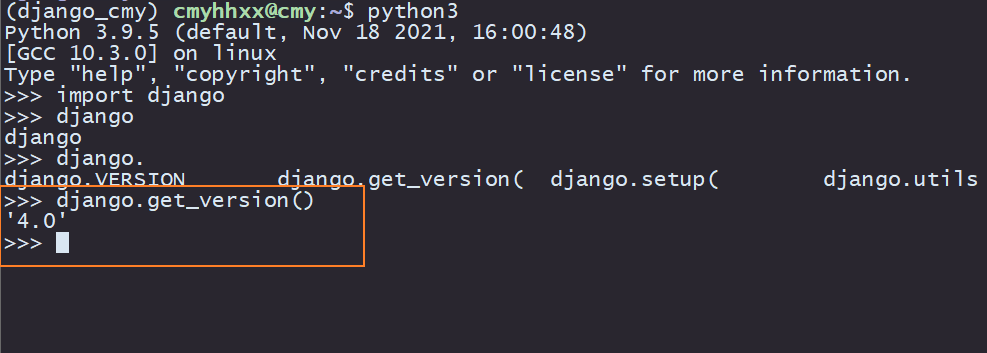 (django_cmy) cmyhhxx@cmy:~$ python3
Python 3.9.5 (default, Nov 18 2021, 16:00:48)
[GCC 10.3.0] on linux
Type "help", "copyright", "credits" or "license" for more information.
>>> import django
>>> django
django
>>> django.
django.VERSION       django.get_version(  django.setup(        django.utils
>>> django.get_version()
'4.0'
>>>